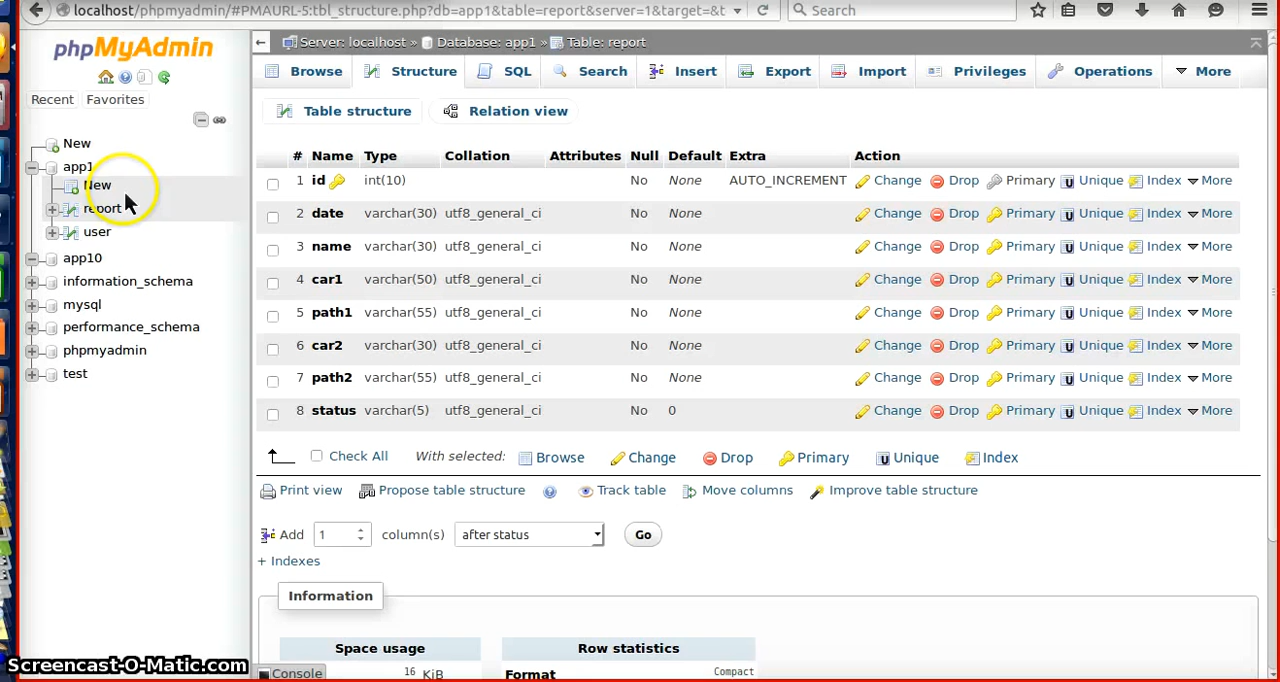 localhost/phpmyadmin/#PMAURL-5:tbl_structure.php?db=app1&table=report&server=1&target=&t
Search
phpMyAdmin
Recent Favorites
New
app1
New
report
user
app10
information_schema
mysql
performance_schema
phpmyadmin
test
Server: localhost » Database: app1 » Table: report
Browse Structure SQL Search Insert Export Import Privileges Operations More
Table structure Relation view
# Name Type Collation Attributes Null Default Extra Action
1 id int(10) No None AUTO_INCREMENT Change Drop Primary Unique Index More
2 date varchar(30) utf8_general_ci No None Change Drop Primary Unique Index More
3 name varchar(30) utf8_general_ci No None Change Drop Primary Unique Index More
4 car1 varchar(50) utf8_general_ci No None Change Drop Primary Unique Index More
5 path1 varchar(55) utf8_general_ci No None Change Drop Primary Unique Index More
6 car2 varchar(30) utf8_general_ci No None Change Drop Primary Unique Index More
7 path2 varchar(55) utf8_general_ci No None Change Drop Primary Unique Index More
8 status varchar(5) utf8_general_ci No 0 Change Drop Primary Unique Index More
Check All With selected: Browse Change Drop Primary Unique Index
Print view Propose table structure Track table Move columns Improve table structure
Add 1 column(s) after status Go
+ Indexes
Information
Space usage Row statistics
16 KiB Format Compact
Console
Screencast-O-Matic.com